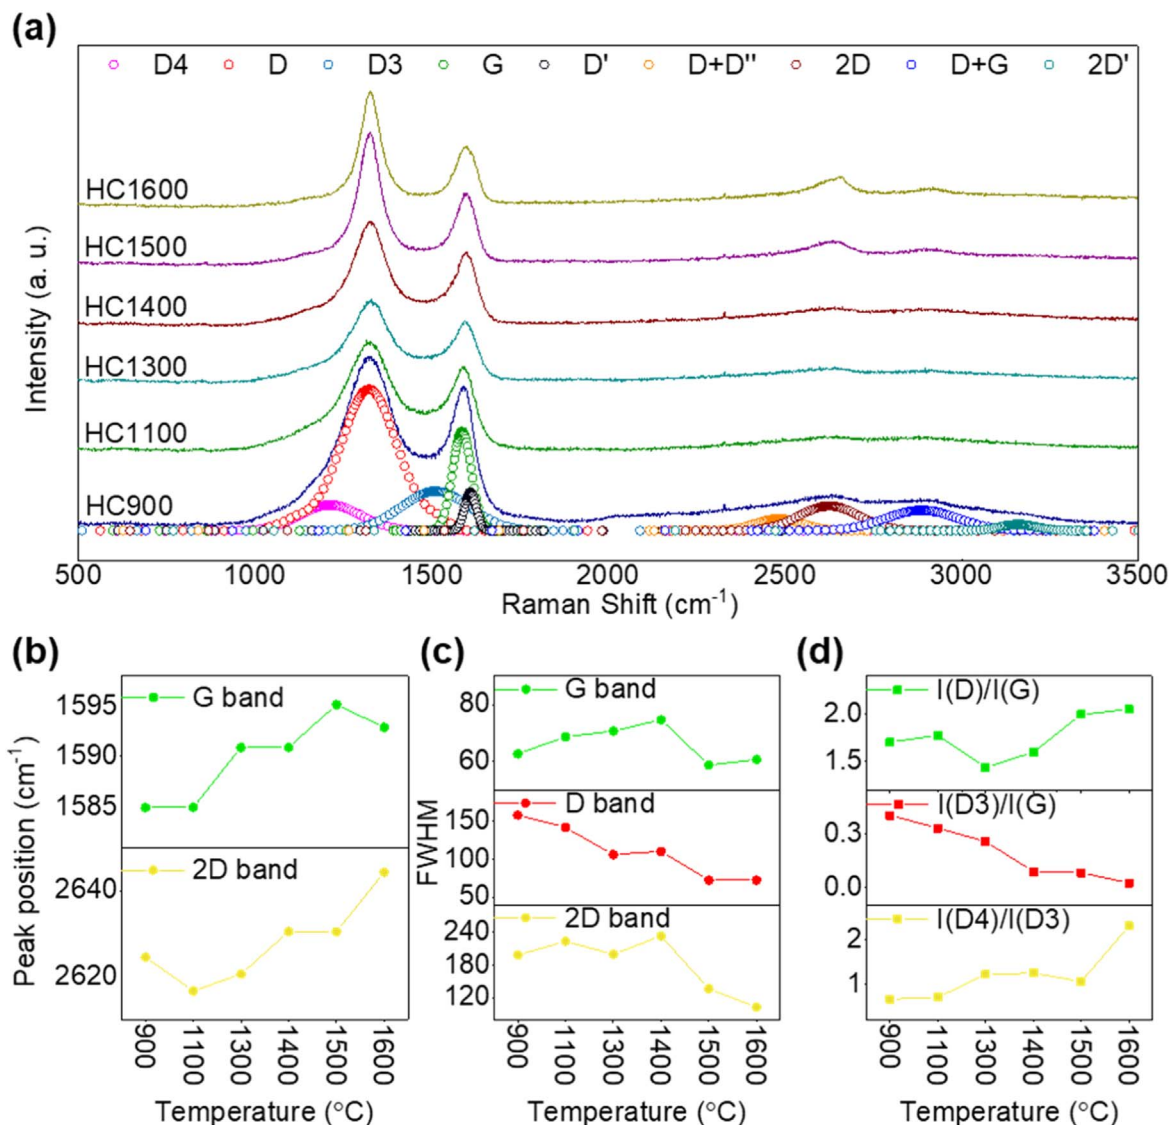 (a)
D4 D D3 G D' D+D'' 2D D+G 2D'
HC1600
HC1500
HC1400
HC1300
HC1100
HC900
Intensity (a. u.)
500 1000 1500 2000 2500 3000 3500
Raman Shift (cm-1)
(b)
G band
1595
1590
1585
2D band
2640
2620
Peak position (cm-1)
900 1100 1300 1400 1500 1600
Temperature (°C)
(c)
G band
80
60
D band
150
100
50
2D band
240
180
120
FWHM
900 1100 1300 1400 1500 1600
Temperature (°C)
(d)
I(D)/I(G)
2.0
1.5
I(D3)/I(G)
0.3
0.0
I(D4)/I(D3)
2
1
900 1100 1300 1400 1500 1600
Temperature (°C)